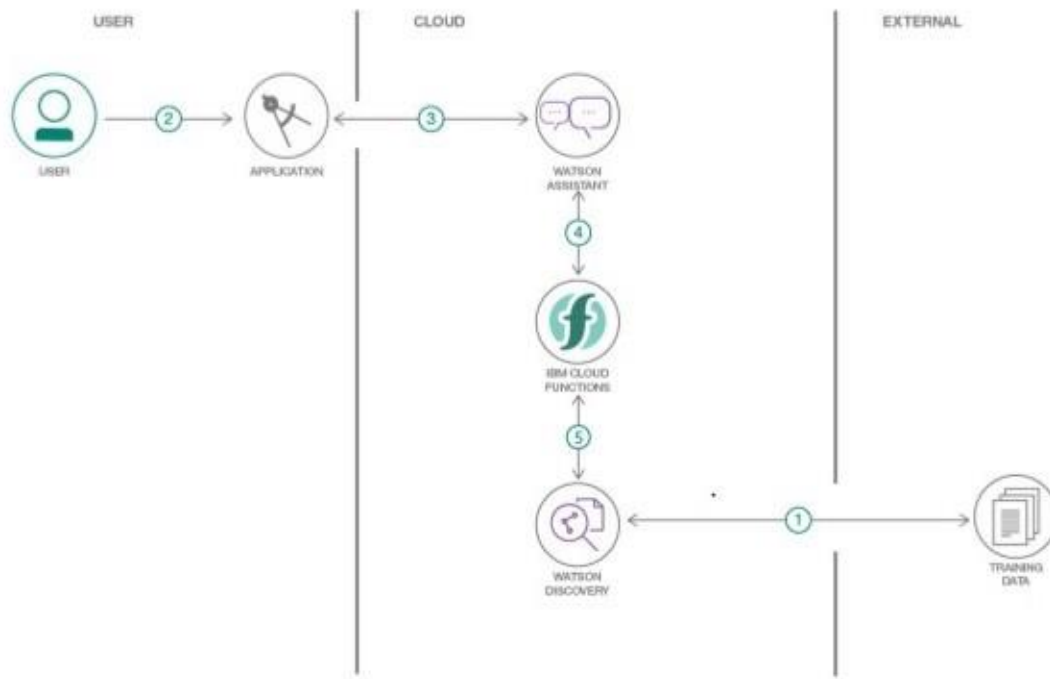 USER
CLOUD
EXTERNAL
2
3
USER
APPLICATION
WATSON
ASSISTANT
4
IBM CLOUD
FUNCTIONS
5
1
WATSON
DISCOVERY
TRAINING
DATA